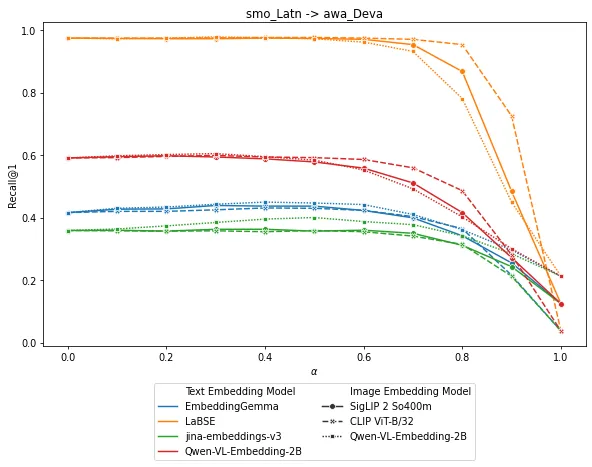 smo_Latn -> awa_Deva
Recall@1
1.0
0.8
0.6
0.4
0.2
0.0
0.0 0.2 0.4 0.6 0.8 1.0
α
Text Embedding Model Image Embedding Model
EmbeddingGemma SigLIP 2 So400m
LaBSE CLIP ViT-B/32
jina-embeddings-v3 Qwen-VL-Embedding-2B
Qwen-VL-Embedding-2B